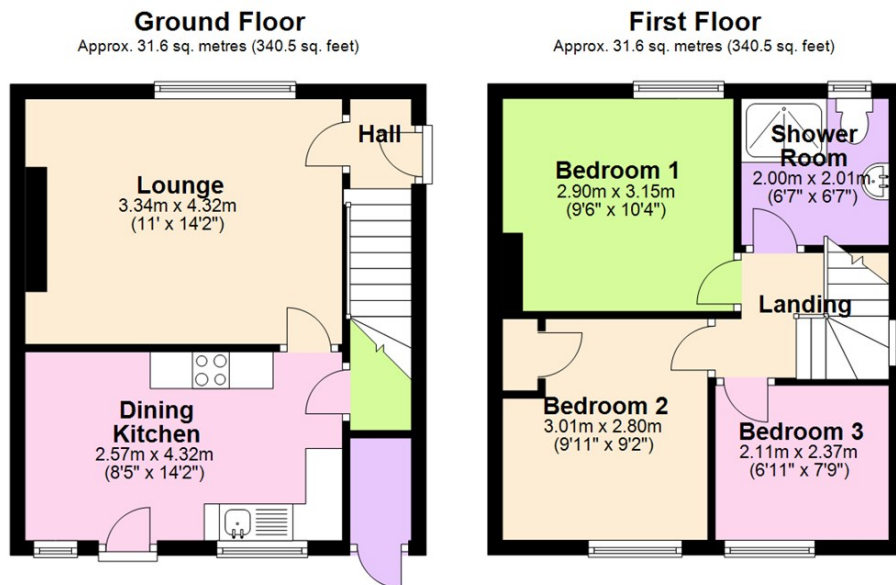 Ground Floor
Approx. 31.6 sq. metres (340.5 sq. feet)
Hall
Lounge
3.34m x 4.32m
(11' x 14'2")
Dining
Kitchen
2.57m x 4.32m
(8'5" x 14'2")
First Floor
Approx. 31.6 sq. metres (340.5 sq. feet)
Bedroom 1
2.90m x 3.15m
(9'6" x 10'4")
Shower
Room
2.00m x 2.01m
(6'7" x 6'7")
Landing
Bedroom 2
3.01m x 2.80m
(9'11" x 9'2")
Bedroom 3
2.11m x 2.37m
(6'11" x 7'9")